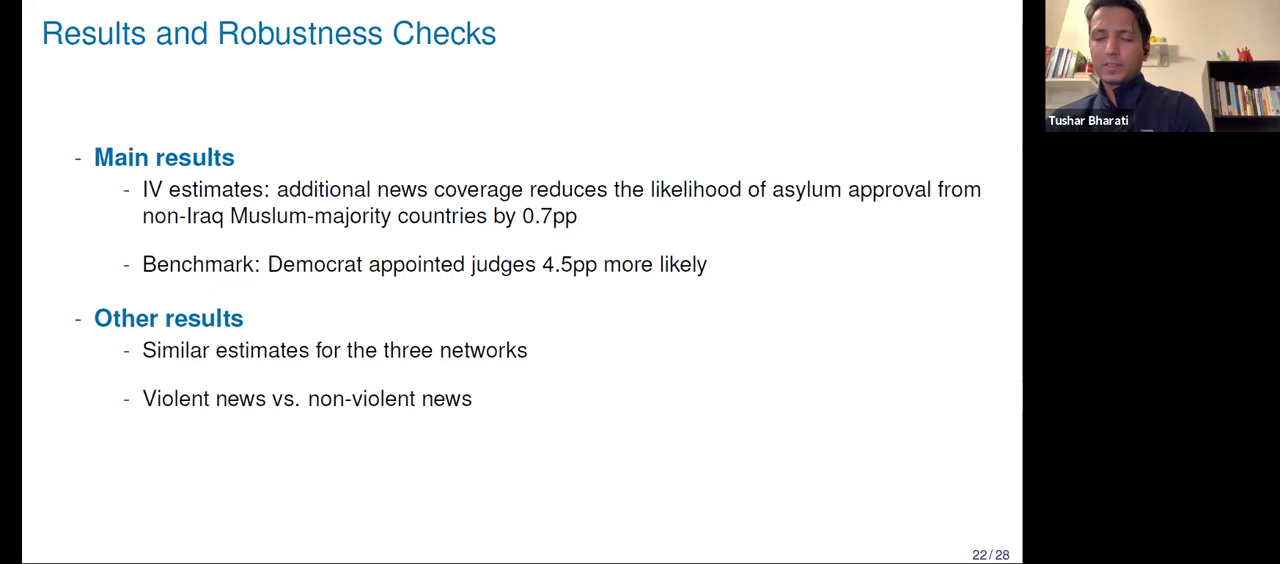 Results and Robustness Checks
Tushar Bharati
- Main results
- IV estimates: additional news coverage reduces the likelihood of asylum approval from
non-Iraq Muslum-majority countries by 0.7pp
- Benchmark: Democrat appointed judges 4.5pp more likely
- Other results
- Similar estimates for the three networks
- Violent news vs. non-violent news
22 / 28